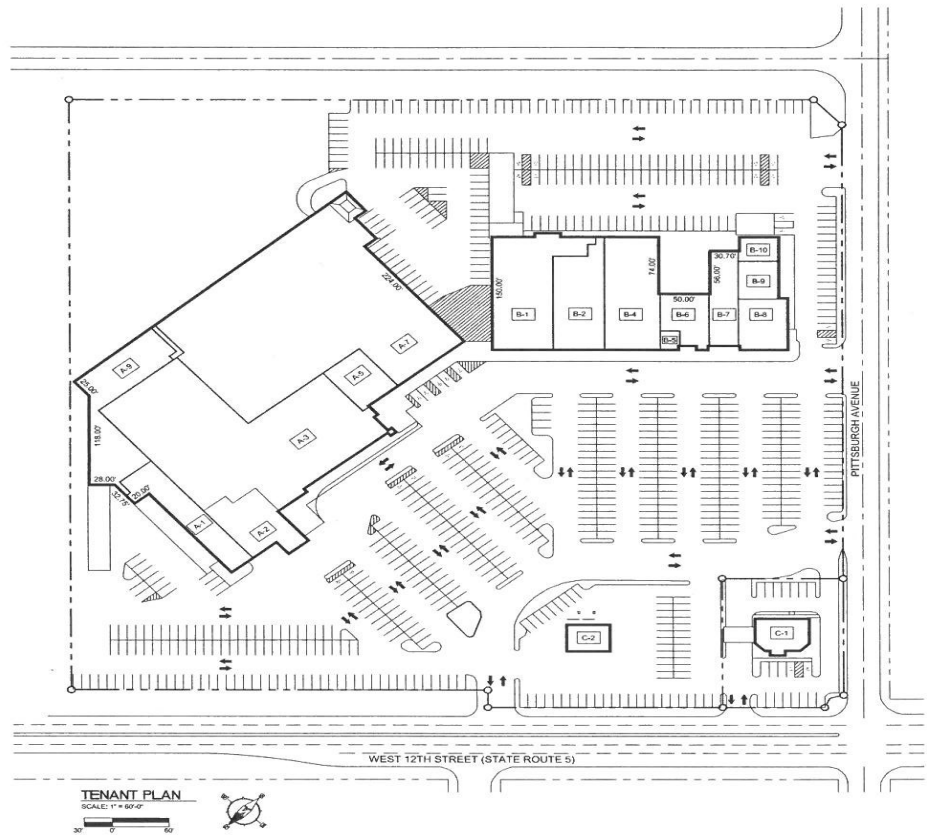 B-10
30.70'
224.00'
150.00'
74.00'
56.00'
B-9
50.00'
B-1
B-2
B-4
B-6
B-7
B-8
B-5
A-7
A-9
A-5
25.00'
PITTSBURGH AVENUE
118.00'
A-3
28.00'
32.75'
20.00'
A-1
A-2
C-2
C-1
WEST 12TH STREET (STATE ROUTE 5)
TENANT PLAN
SCALE: 1" = 60'-0"
30' 0' 60'